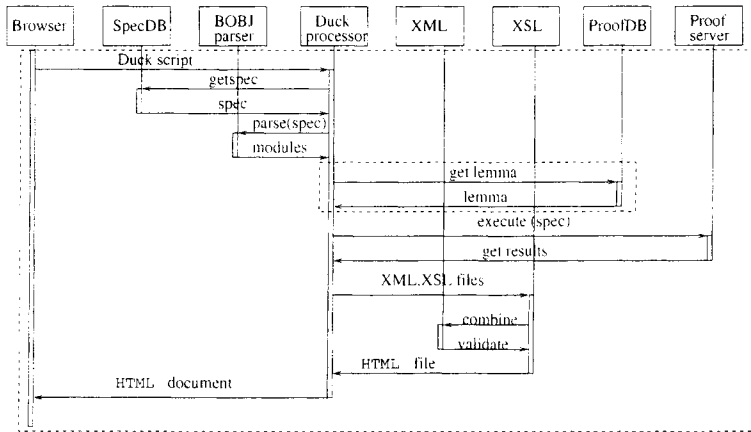 Browser
SpecDB
BOBJ
parser
Duck
processor
XML
XSL
ProofDB
Proof
server
Duck script
getspec
spec
parse(spec)
modules
get lemma
lemma
execute (spec)
get results
XML.XSL files
combine
validate
HTML file
HTML document